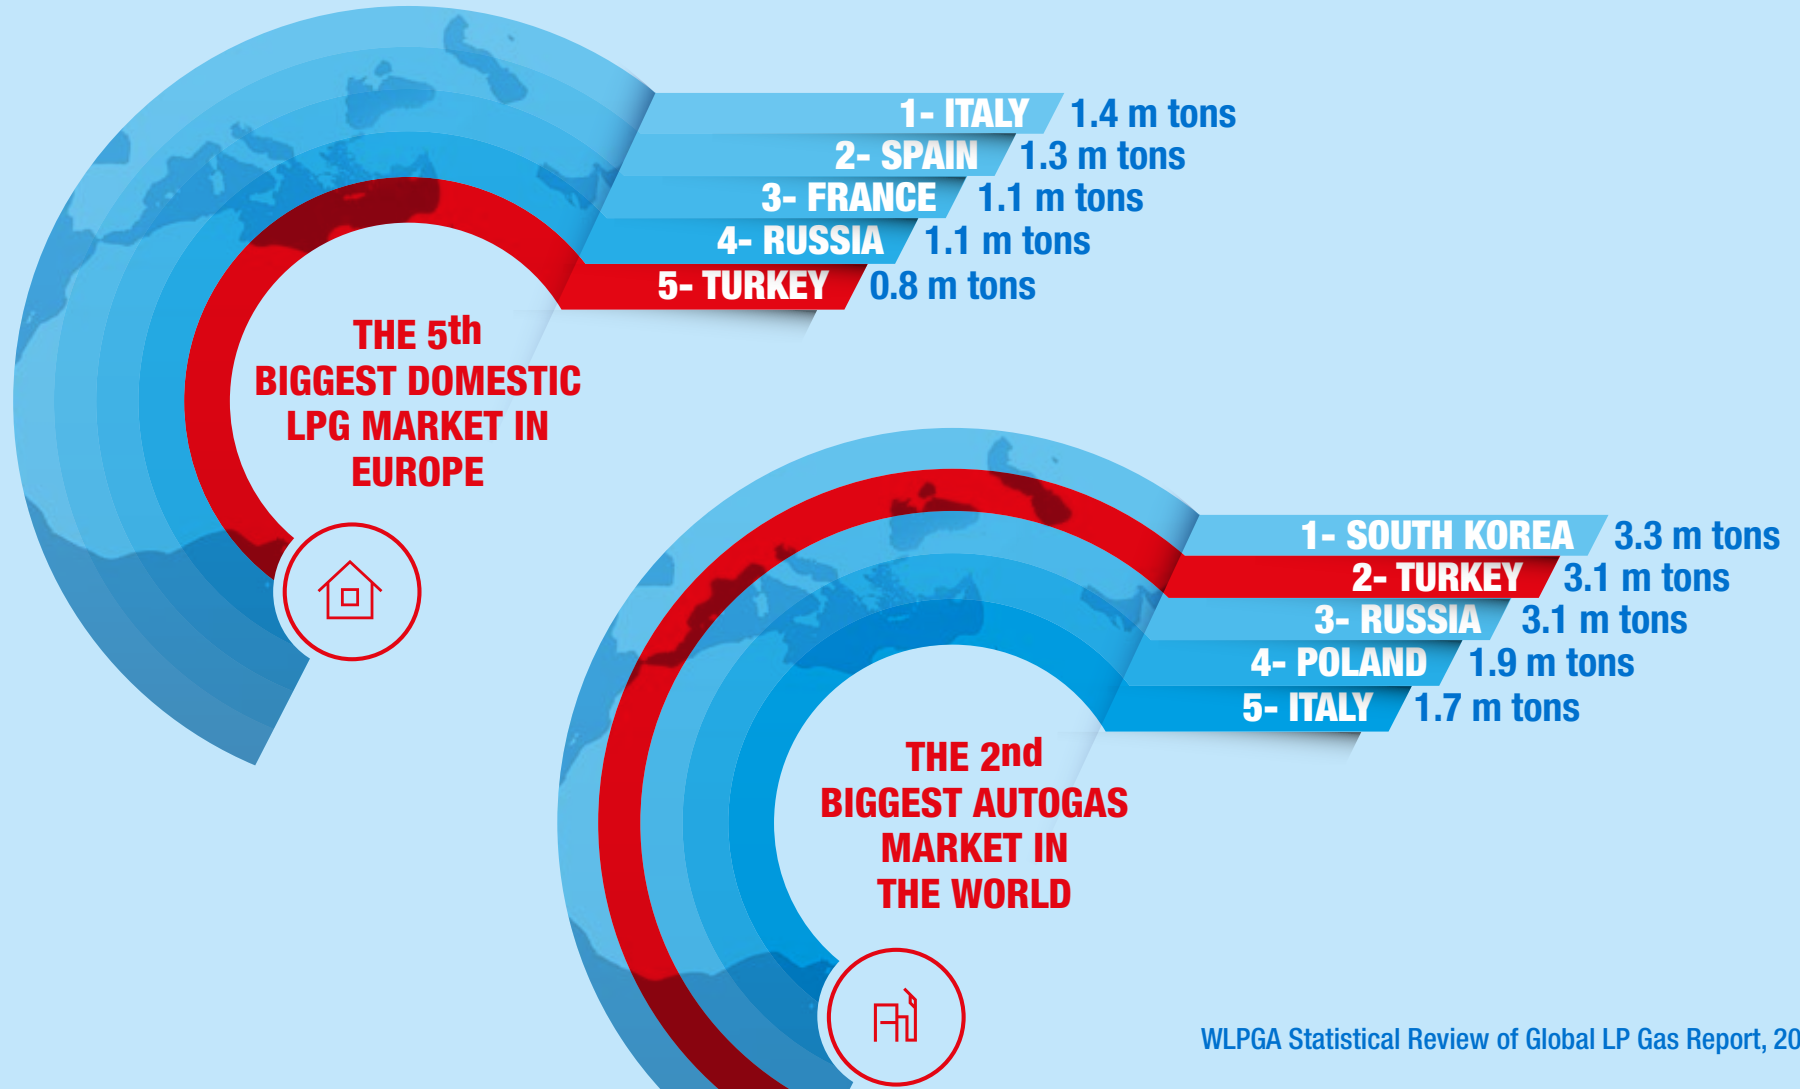 1- ITALY 1.4 m tons
2- SPAIN 1.3 m tons
3- FRANCE 1.1 m tons
4- RUSSIA 1.1 m tons
5- TURKEY 0.8 m tons
THE 5th
BIGGEST DOMESTIC
LPG MARKET IN
EUROPE
1- SOUTH KOREA 3.3 m tons
2- TURKEY 3.1 m tons
3- RUSSIA 3.1 m tons
4- POLAND 1.9 m tons
5- ITALY 1.7 m tons
THE 2nd
BIGGEST AUTOGAS
MARKET IN
THE WORLD
WLPGA Statistical Review of Global LP Gas Report,